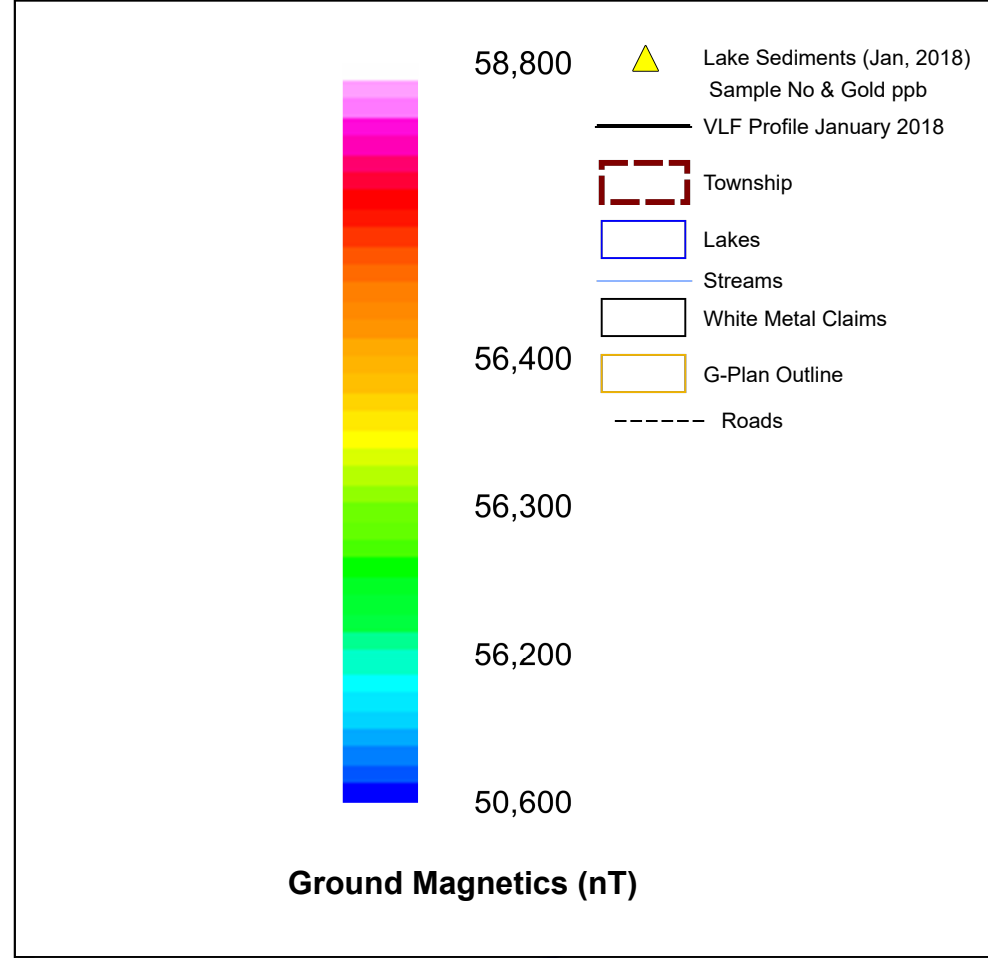 58,800
56,400
56,300
56,200
50,600
Ground Magnetics (nT)
Lake Sediments (Jan, 2018)
Sample No & Gold ppb
VLF Profile January 2018
Township
Lakes
Streams
White Metal Claims
G-Plan Outline
Roads